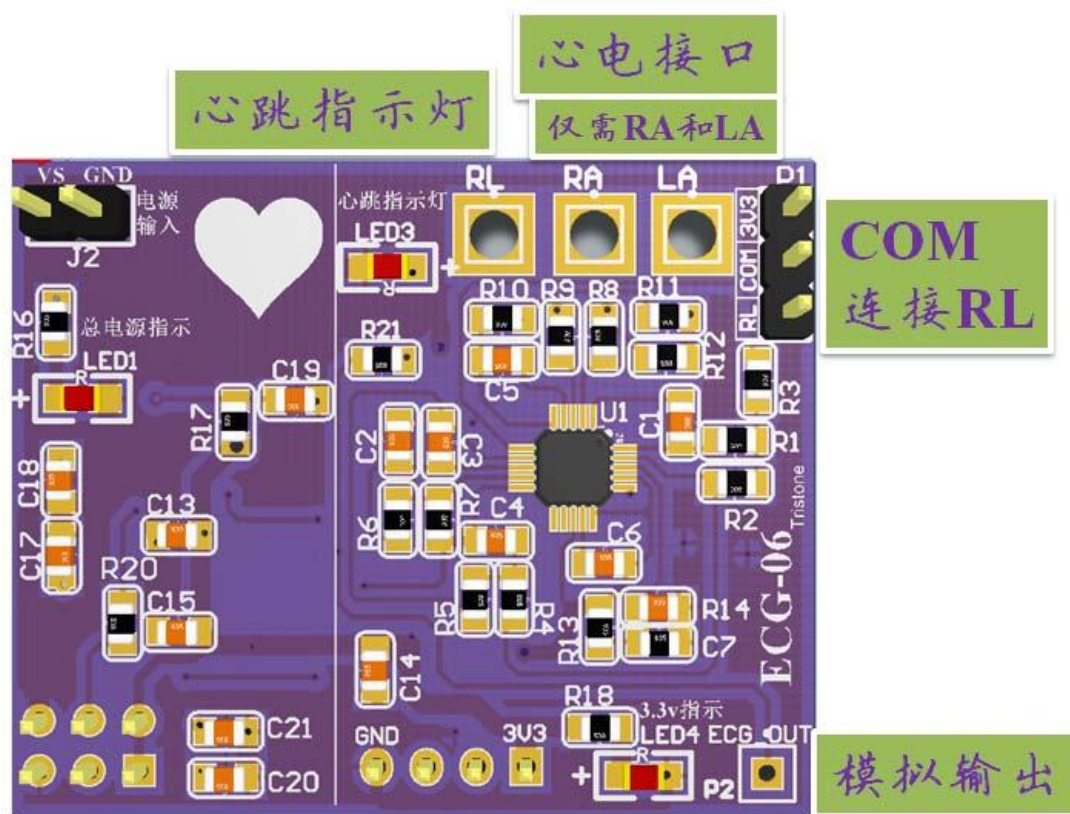 心电接口
仅需RA和LA
心跳指示灯
VS GND
电源
输入
J2
心跳指示灯
LED3
RL
RA
LA
P1
3V3
COM
RL
COM
连接RL
R16
总电源指示
LED1
R17
C19
R21
R10
R9
R8
R11
R12
C5
R3
C2
C3
U1
C1
R1
R2
Tristone
C18
C17
C13
R20
C15
R6
R7
C4
C6
R5
R4
R13
R14
C7
ECG-06
C14
C21
C20
GND
3V3
R18
3.3v指示
LED4
ECG_OUT
P2
模拟输出